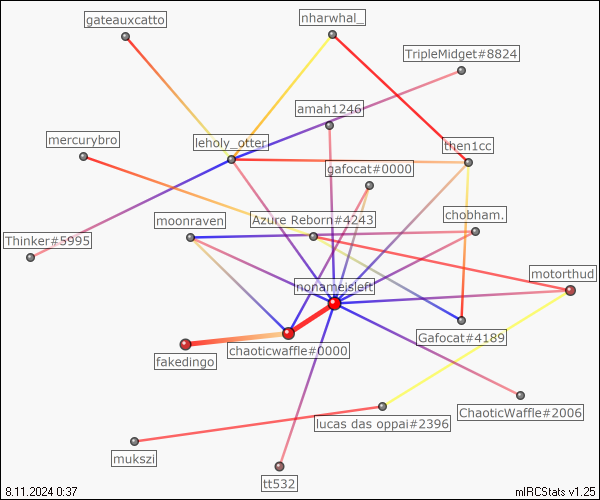 gateauxcatto
nharwhal_
TripleMidget#8824
amah1246
mercurybro
leholy_otter
then1cc
gafocat#0000
moonraven
Azure Reborn#4243
chobham.
Thinker#5995
nonameisleft
motorthud
Gafocat#4189
chaoticwaffle#0000
fakedingo
ChaoticWaffle#2006
lucas das oppai#2396
mukszi
tt532
8.11.2024 0:37
mIRCStats v1.25